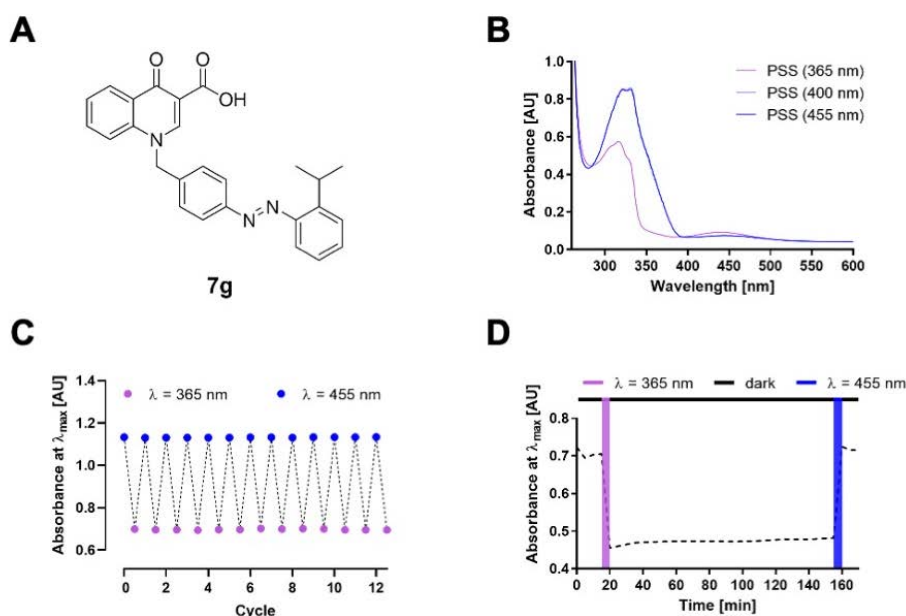 A
O
O
OH
N
N
N
7g
B
PSS (365 nm)
PSS (400 nm)
PSS (455 nm)
Absorbance [AU]
1.0
0.8
0.6
0.4
0.2
0.0
300 350 400 450 500 550 600
Wavelength [nm]
C
λ = 365 nm λ = 455 nm
Absorbance at λmax [AU]
1.4
1.2
1.0
0.8
0.6
0 2 4 6 8 10 12
Cycle
D
λ = 365 nm dark λ = 455 nm
Absorbance at λmax [AU]
0.8
0.7
0.6
0.5
0.4
0 20 40 60 80 100 120 140 160
Time [min]